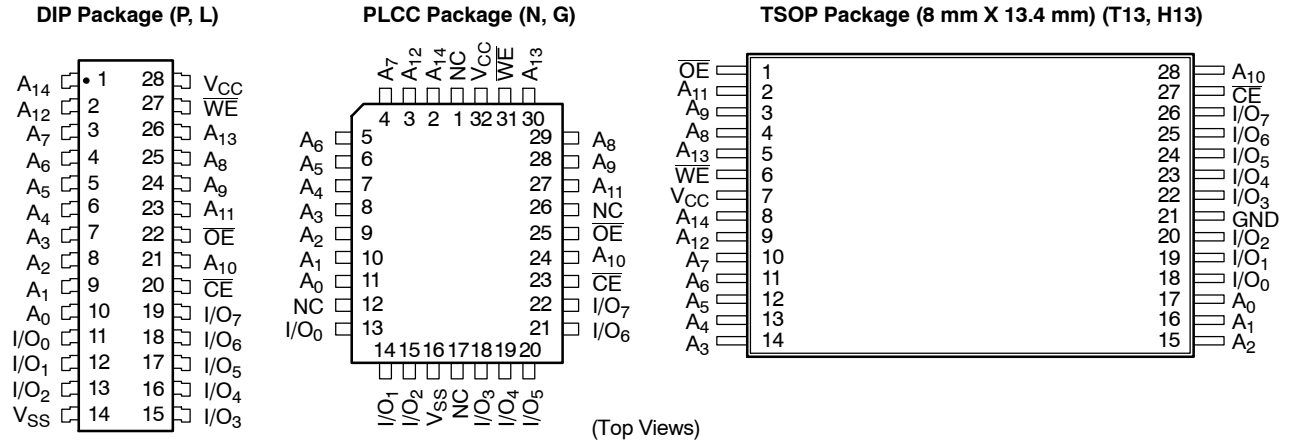 DIP Package (P, L)
A14 1 28 VCC
A12 2 27 WE
A7 3 26 A13
A6 4 25 A8
A5 5 24 A9
A4 6 23 A11
A3 7 22 OE
A2 8 21 A10
A1 9 20 CE
A0 10 19 I/O7
I/O0 11 18 I/O6
I/O1 12 17 I/O5
I/O2 13 16 I/O4
VSS 14 15 I/O3
PLCC Package (N, G)
A7 A12 A14 NC VCC WE A13
4 3 2 1 32 31 30
A6 5 29 A8
A5 6 28 A9
A4 7 27 A11
A3 8 26 NC
A2 9 25 OE
A1 10 24 A10
A0 11 23 CE
NC 12 22 I/O7
I/O0 13 21 I/O6
14 15 16 17 18 19 20
I/O1 I/O2 VSS NC I/O3 I/O4 I/O5
TSOP Package (8 mm X 13.4 mm) (T13, H13)
OE 1 28 A10
A11 2 27 CE
A9 3 26 I/O7
A8 4 25 I/O6
A13 5 24 I/O5
WE 6 23 I/O4
VCC 7 22 I/O3
A14 8 21 GND
A12 9 20 I/O2
A7 10 19 I/O1
A6 11 18 I/O0
A5 12 17 A0
A4 13 16 A1
A3 14 15 A2
(Top Views)